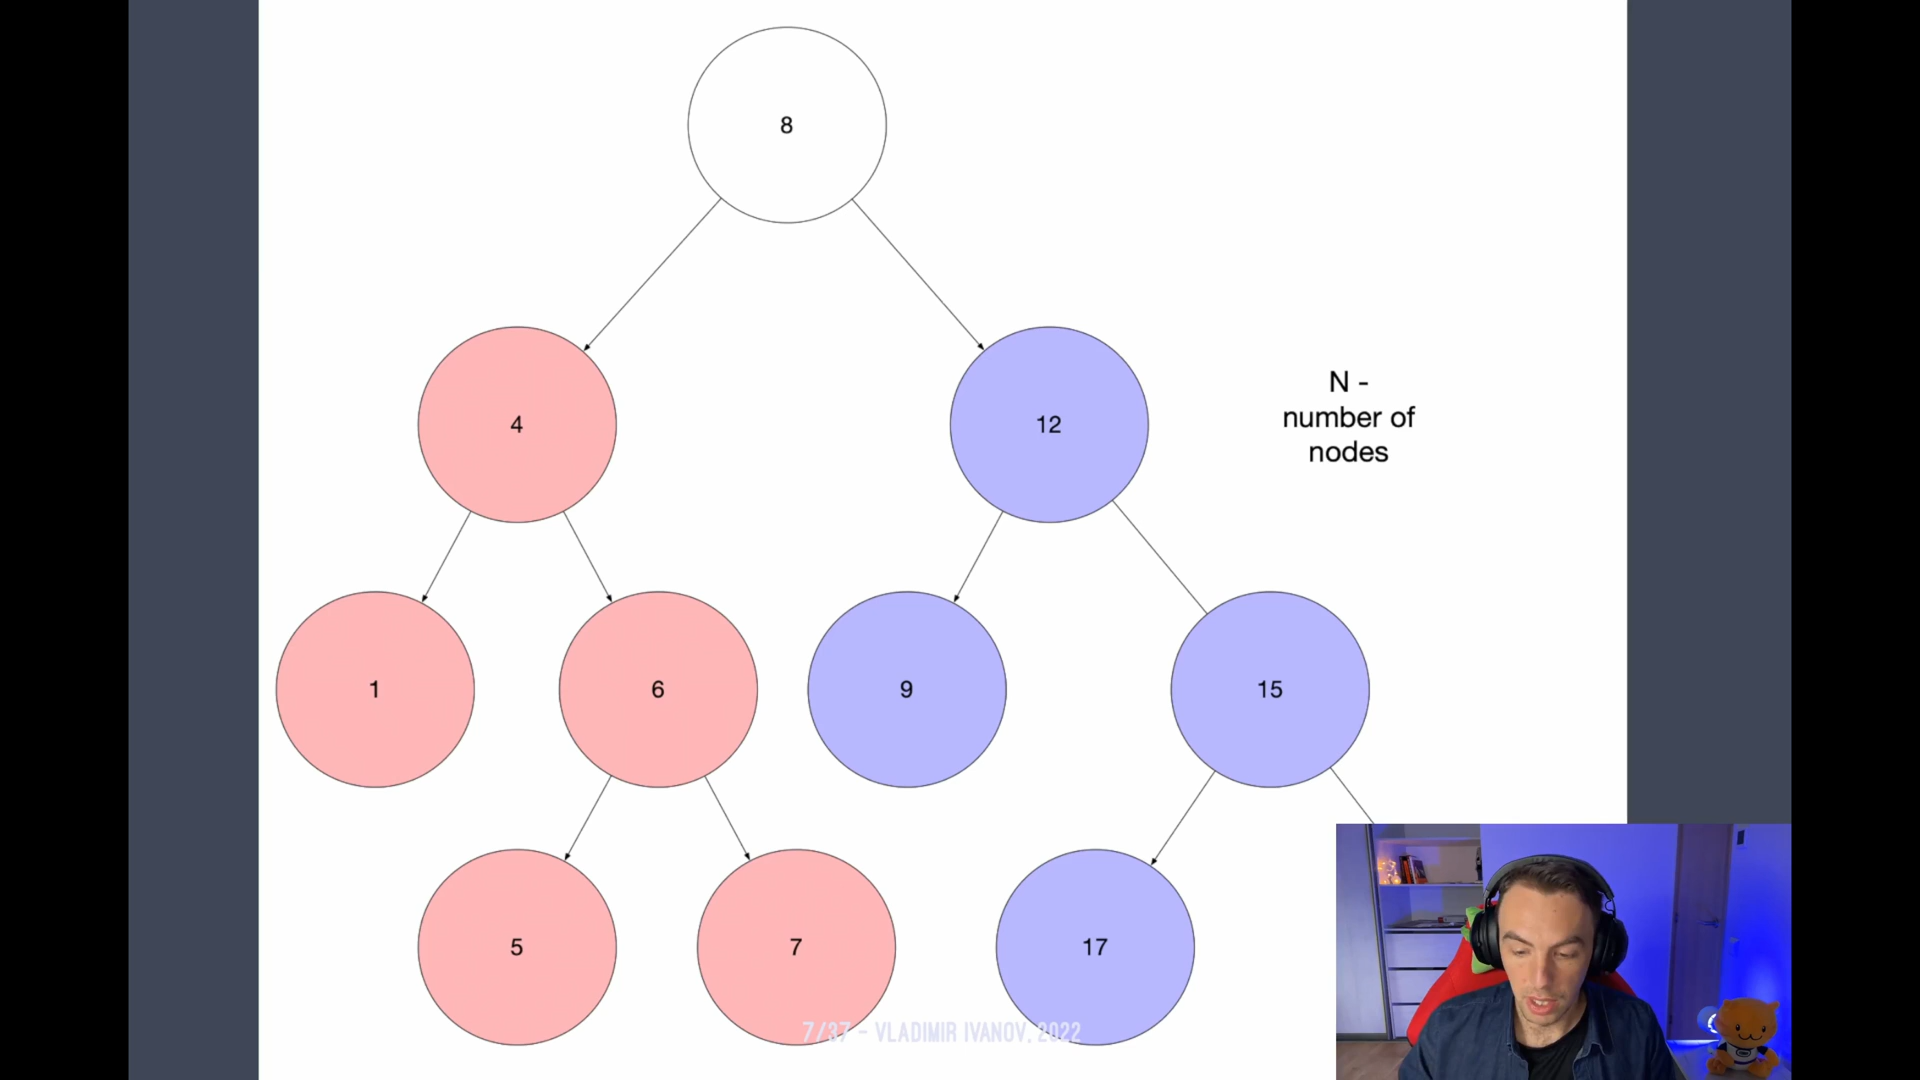 8
4
12
N -
number of
nodes
1
6
9
15
5
7
17
7/37 - VLADIMIR IVANOV, 2022